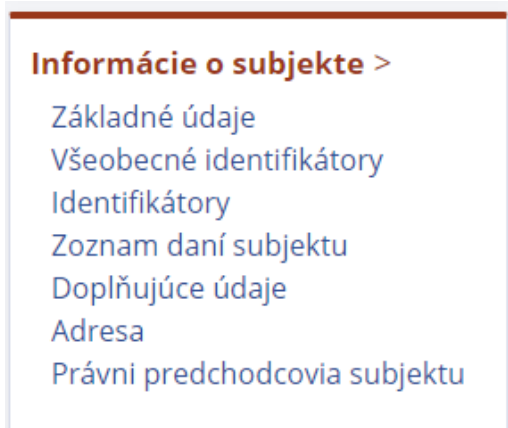 Informácie o subjekte >
Základné údaje
Všeobecné identifikátory
Identifikátory
Zoznam daní subjektu
Doplňujúce údaje
Adresa
Právni predchodcovia subjektu